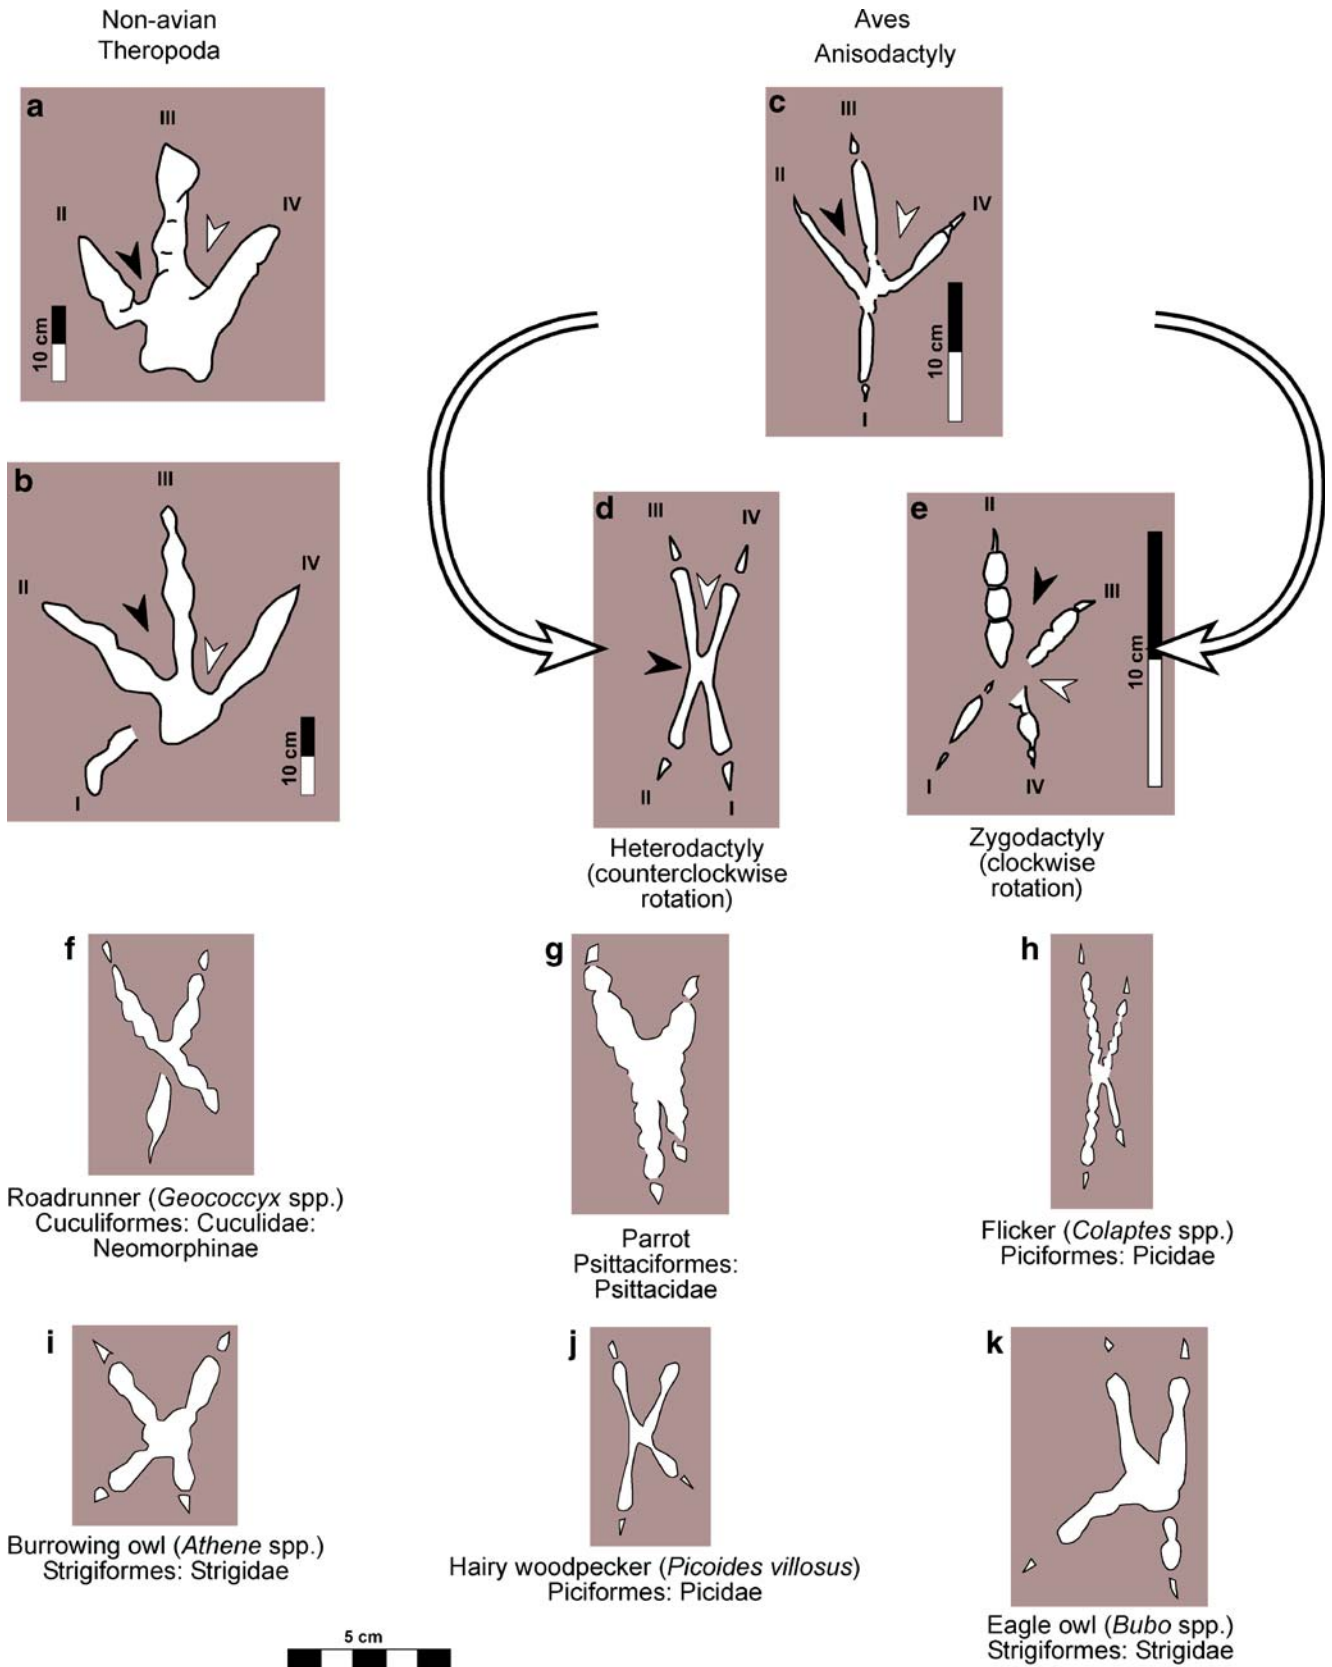 Non-avian
Theropoda
Aves
Anisodactyly
a
III
II
IV
10 cm
c
III
II
IV
10 cm
I
b
III
II
IV
10 cm
I
d
III
IV
II
I
Heterodactyly
(counterclockwise
rotation)
e
II
III
10 cm
I
IV
Zygodactyly
(clockwise
rotation)
f
Roadrunner (Geococcyx spp.)
Cuculiformes: Cuculidae:
Neomorphinae
g
Parrot
Psittaciformes:
Psittacidae
h
Flicker (Colaptes spp.)
Piciformes: Picidae
i
Burrowing owl (Athene spp.)
Strigiformes: Strigidae
j
Hairy woodpecker (Picoides villosus)
Piciformes: Picidae
k
Eagle owl (Bubo spp.)
Strigiformes: Strigidae
5 cm